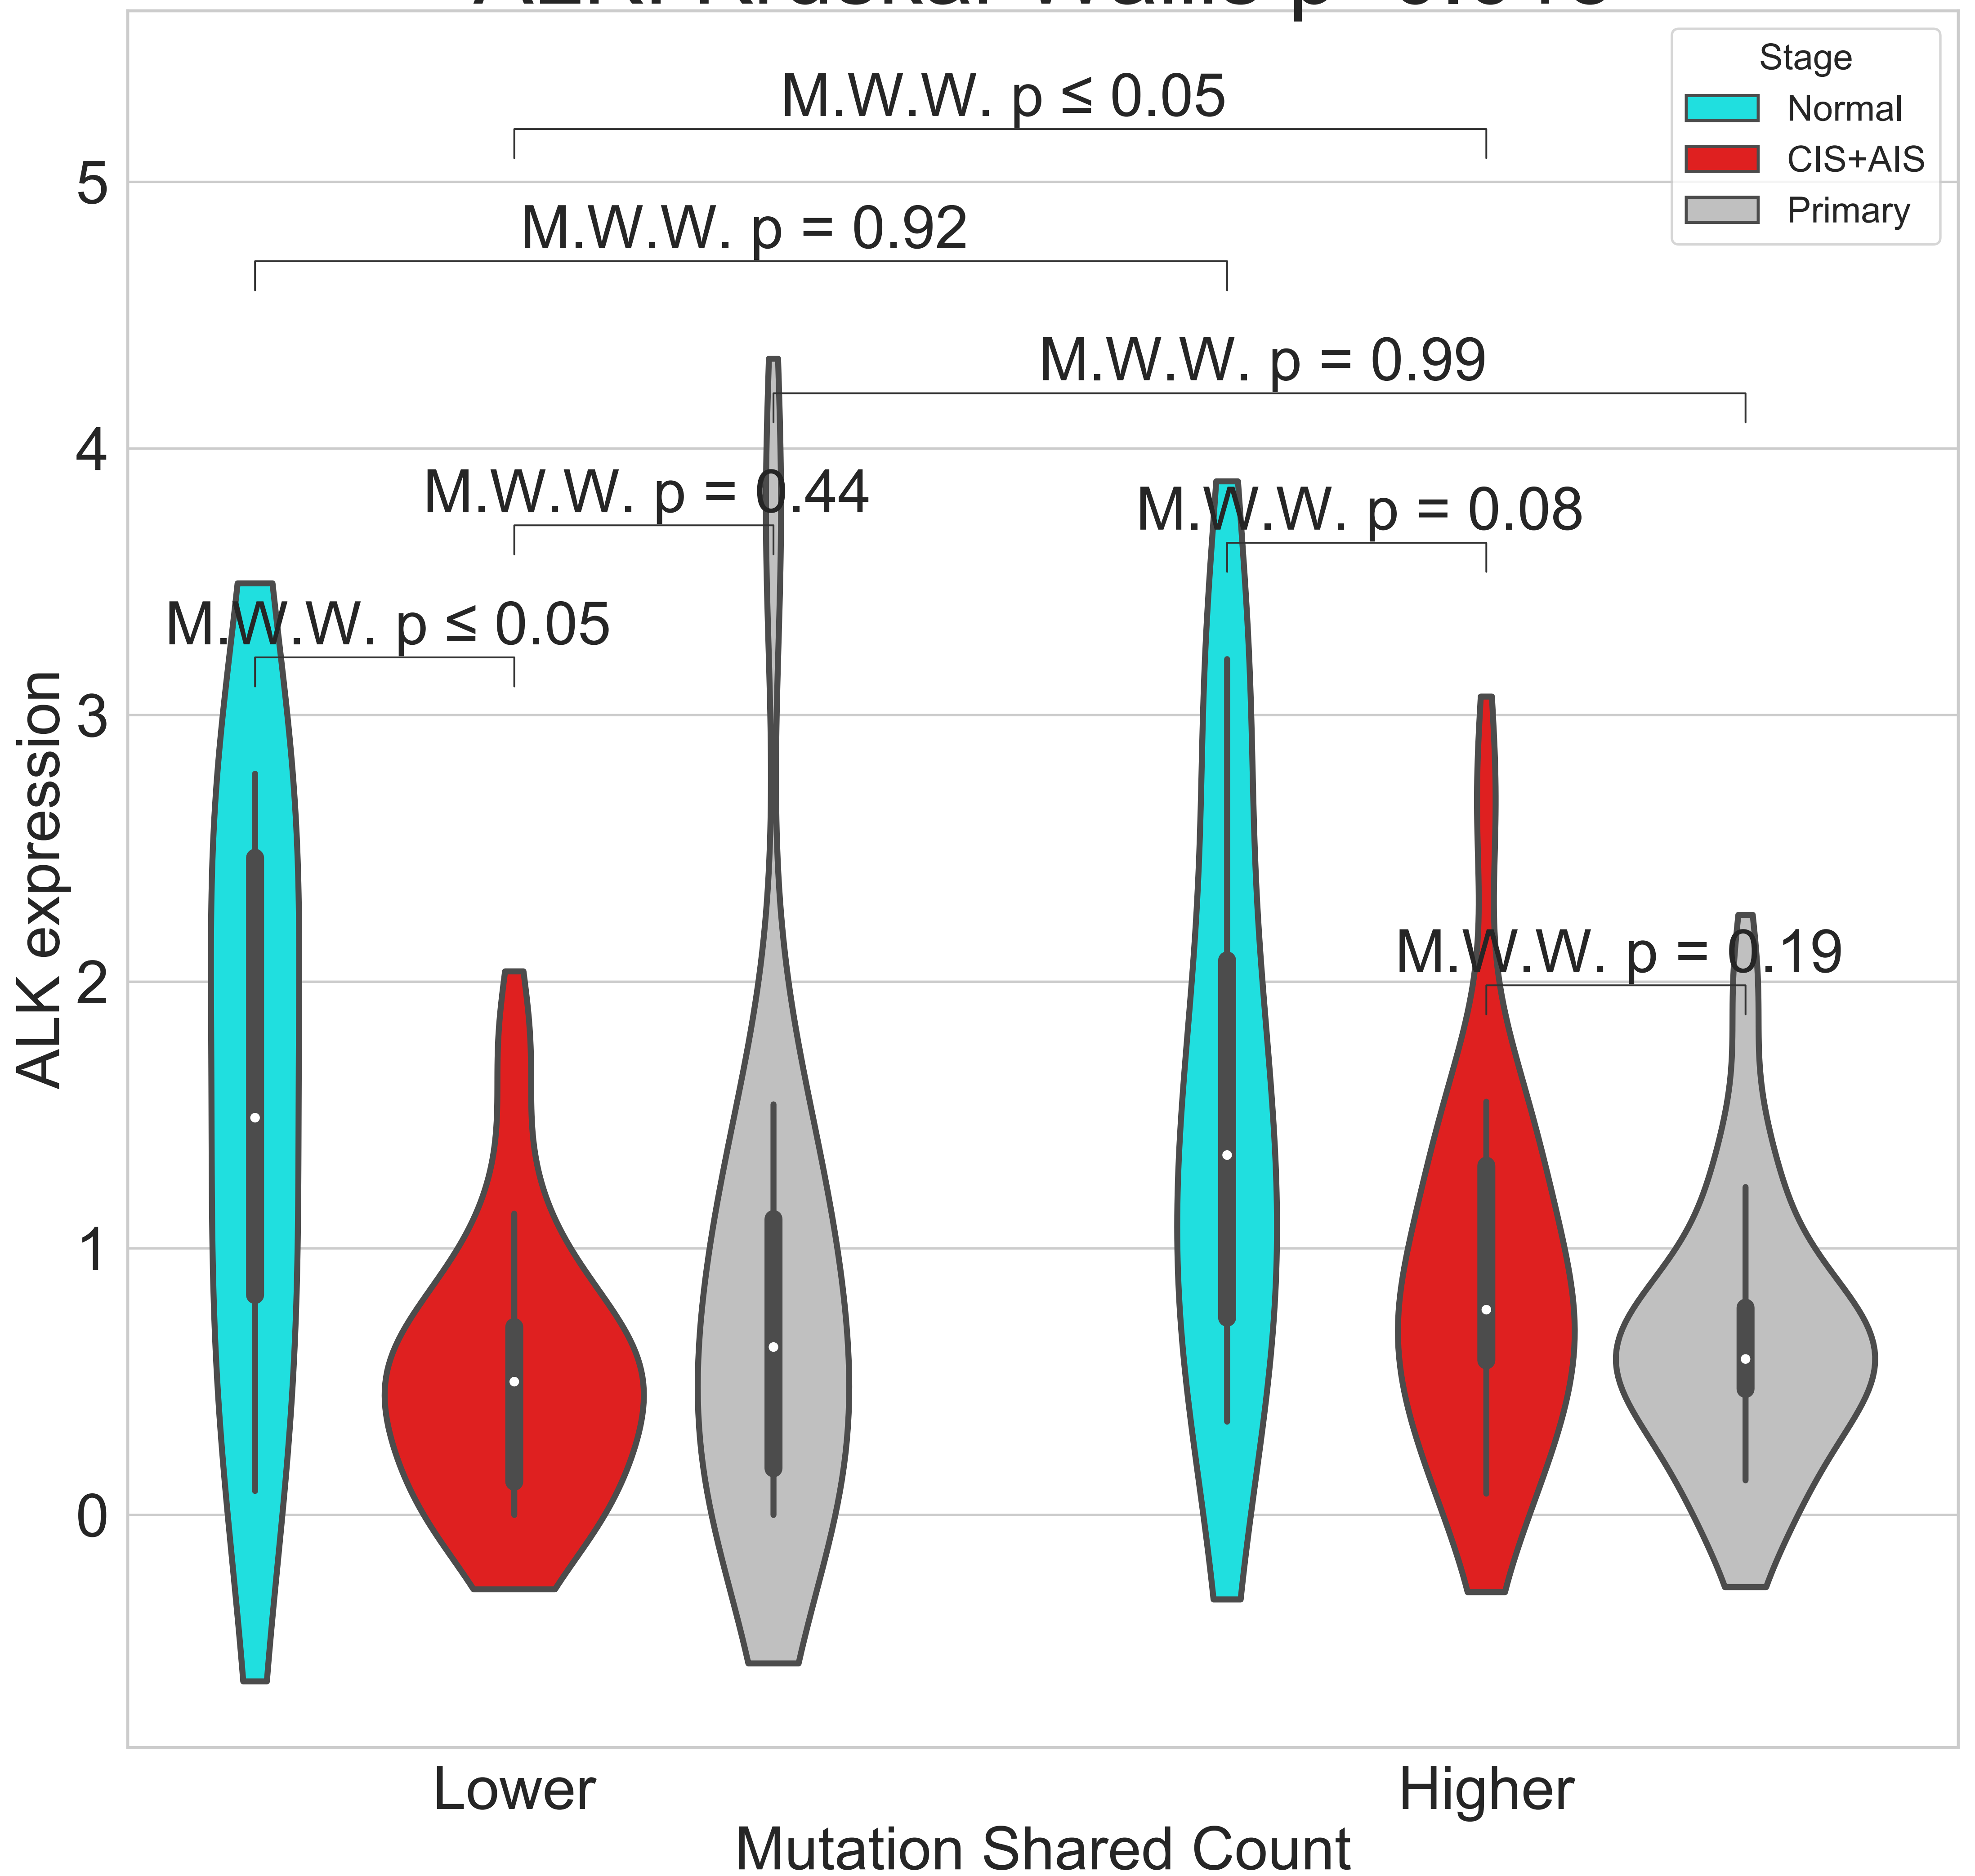 Stage
Normal
CIS+AIS
Primary
M.W.W. p ≤ 0.05
M.W.W. p = 0.92
M.W.W. p = 0.99
M.W.W. p = 0.44
M.W.W. p = 0.08
M.W.W. p ≤ 0.05
M.W.W. p = 0.19
ALK expression
5
4
3
2
1
0
Lower
Higher
Mutation Shared Count